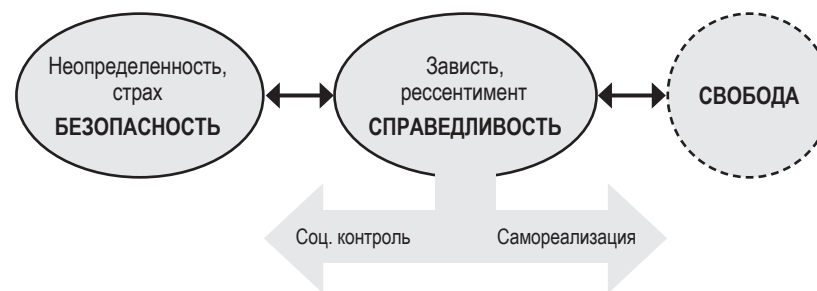 Неопределенность,
страх
БЕЗОПАСНОСТЬ
Зависть,
рессентимент
СПРАВЕДЛИВОСТЬ
СВОБОДА
Соц. контроль
Самореализация